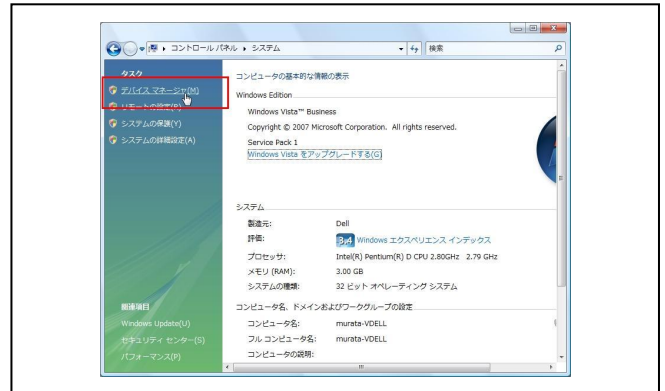 コントロール パネル ▸ システム
検索
タスク
デバイス マネージャ(M)
リモートの設定(R)
システムの保護(Y)
システムの詳細設定(A)
関連項目
Windows Update(U)
セキュリティ センター(S)
パフォーマンス(P)
コンピュータの基本的な情報の表示
Windows Edition
Windows Vista™ Business
Copyright © 2007 Microsoft Corporation. All rights reserved.
Service Pack 1
Windows Vista をアップグレードする(G)
システム
製造元: Dell
評価: 3.4 Windows エクスペリエンス インデックス
プロセッサ: Intel(R) Pentium(R) D CPU 2.80GHz 2.79 GHz
メモリ (RAM): 3.00 GB
システムの種類: 32 ビット オペレーティング システム
コンピュータ名、ドメインおよびワークグループの設定
コンピュータ名: murata-VDELL
フル コンピュータ名: murata-VDELL
コンピュータの説明: